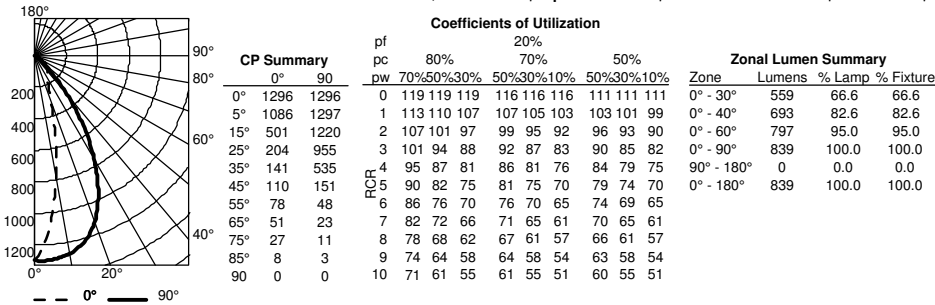 180°
90°
80°
60°
40°
200
400
600
800
1000
1200
0° 20°
0° 90°
CP Summary
0° 90
0° 1296 1296
5° 1086 1297
15° 501 1220
25° 204 955
35° 141 535
45° 110 151
55° 78 48
65° 51 23
75° 27 11
85° 8 3
90 0 0
Coefficients of Utilization
pf 20%
pc 80% 70% 50%
pw 70%50%30% 50%30%10% 50%30%10%
RCR
0 119 119 119 116 116 116 111 111 111
1 113 110 107 107 105 103 103 101 99
2 107 101 97 99 95 92 96 93 90
3 101 94 88 92 87 83 90 85 82
4 95 87 81 86 81 76 84 79 75
5 90 82 75 81 75 70 79 74 70
6 86 76 70 76 70 65 74 69 65
7 82 72 66 71 65 61 70 65 61
8 78 68 62 67 61 57 66 61 57
9 74 64 58 64 58 54 63 58 54
10 71 61 55 61 55 51 60 55 51
Zonal Lumen Summary
Zone Lumens % Lamp % Fixture
0° - 30° 559 66.6 66.6
0° - 40° 693 82.6 82.6
0° - 60° 797 95.0 95.0
0° - 90° 839 100.0 100.0
90° - 180° 0 0.0 0.0
0° - 180° 839 100.0 100.0